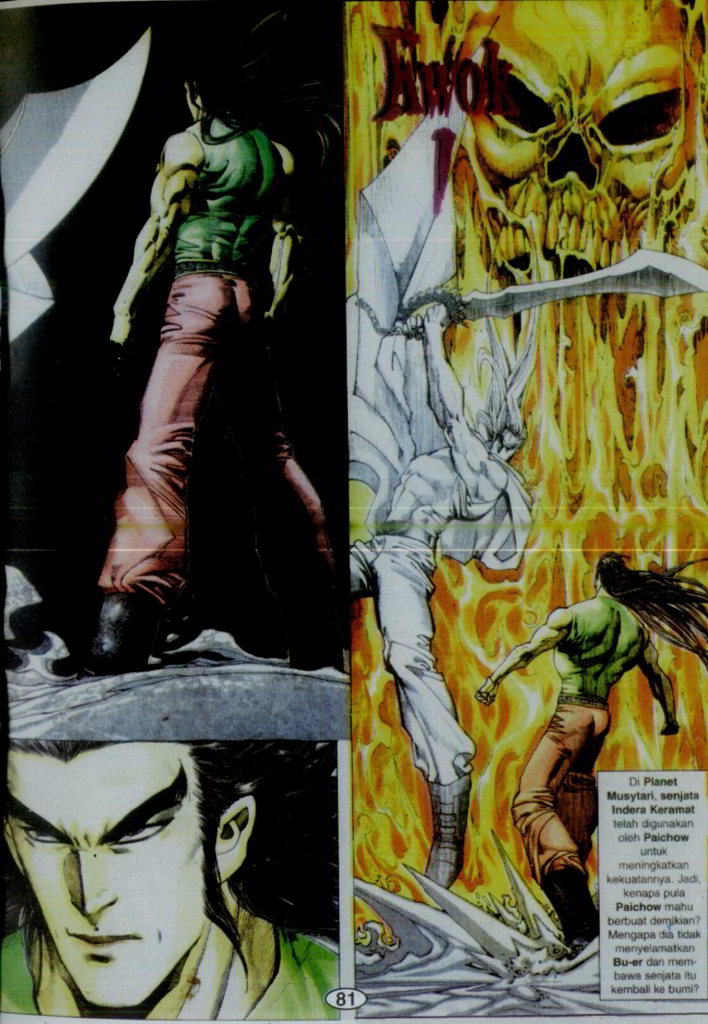 Kwok
!
Di Planet
Musytari, senjata
Indera Keramat
telah digunakan
oleh Paichow
untuk
meningkatkan
kekuatannya. Jadi,
kenapa pula
Paichow mahu
berbuat demikian?
Mengapa dia tidak
menyelamatkan
Bu-er dan mem-
bawa senjata itu
kembali ke bumi?
81